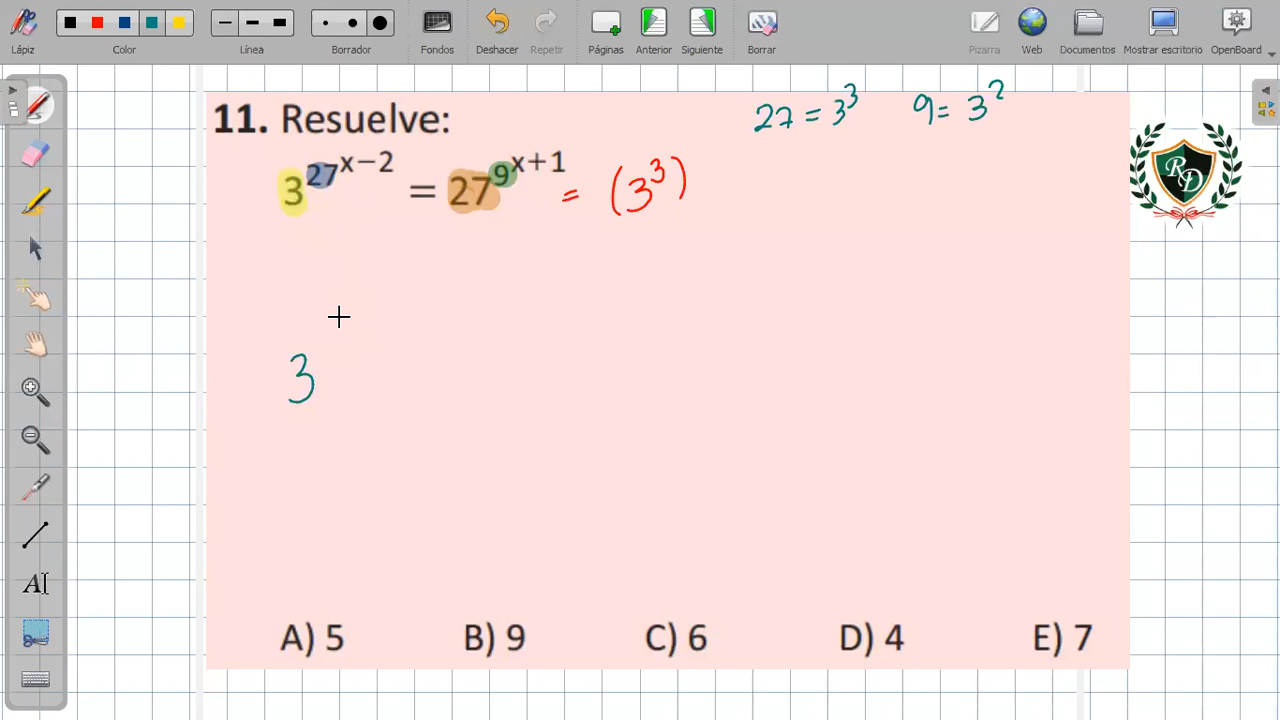 Lápiz Color Línea Borrador Fondos Deshacer Repetir Páginas Anterior Siguiente Borrar Pizarra Web Documentos Mostrar escritorio OpenBoard
11. Resuelve: 27 = 3³ 9 = 3²
3^27^x−2 = 27^9^x+1 = (3³)
3
A) 5 B) 9 C) 6 D) 4 E) 7
A
RD